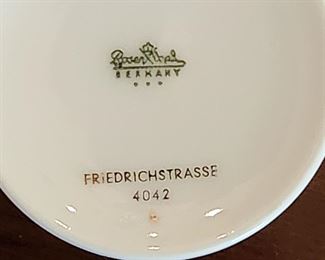 Rosenthal
GERMANY
FRIEDRICHSTRASSE
4042